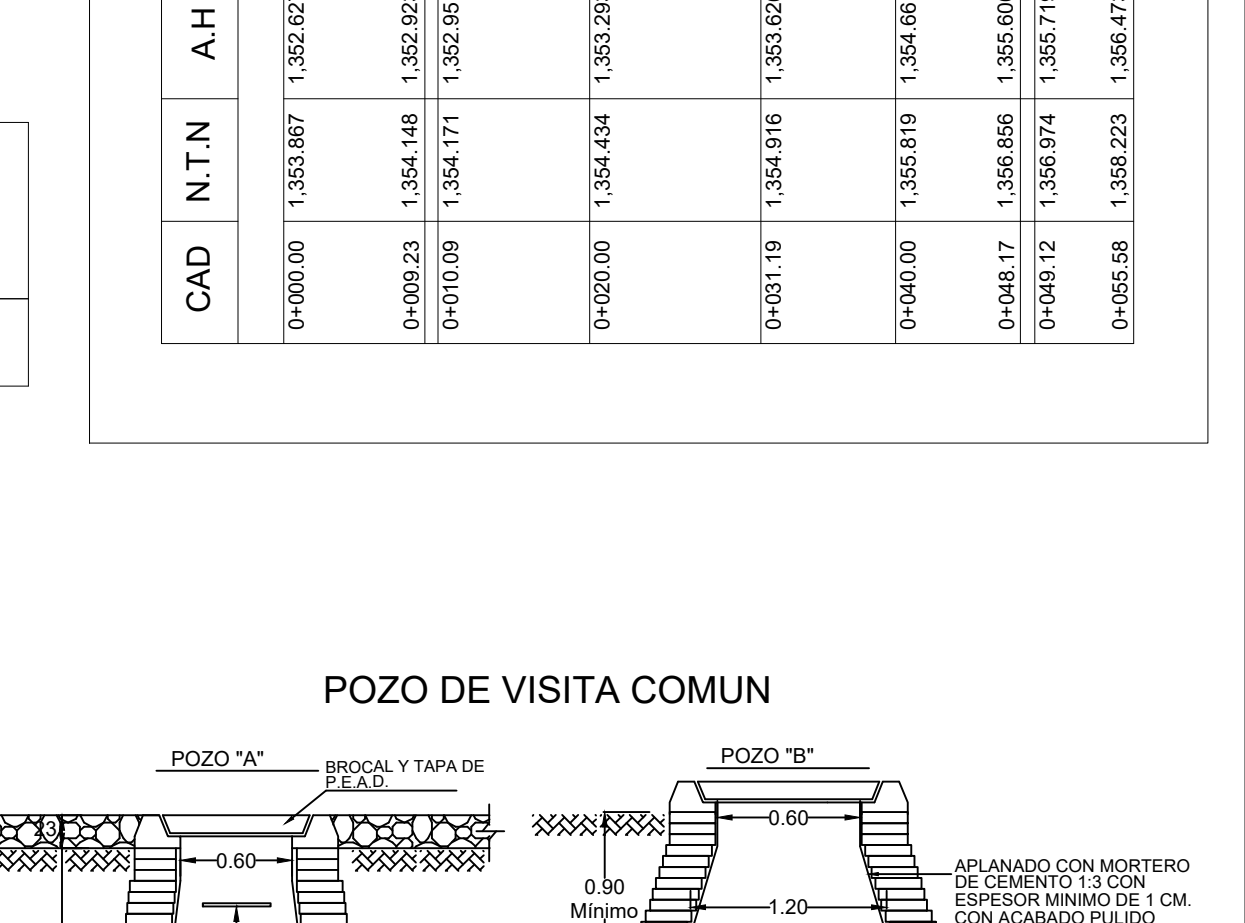 A.H
1,352.62
1,352.92
1,352.95
1,353.29
1,353.62
1,354.66
1,355.60
1,355.71
1,356.47
N.T.N
1,353.867
1,354.148
1,354.171
1,354.434
1,354.916
1,355.819
1,356.856
1,356.974
1,358.223
CAD
0+000.00
0+009.23
0+010.09
0+020.00
0+031.19
0+040.00
0+048.17
0+049.12
0+055.58
POZO DE VISITA COMUN
POZO "A"
BROCAL Y TAPA DE
P.E.A.D.
23
0.60
POZO "B"
0.60
0.90
Mínimo
1.20
APLANADO CON MORTERO
DE CEMENTO 1:3 CON
ESPESOR MINIMO DE 1 CM.
CON ACABADO PULIDO